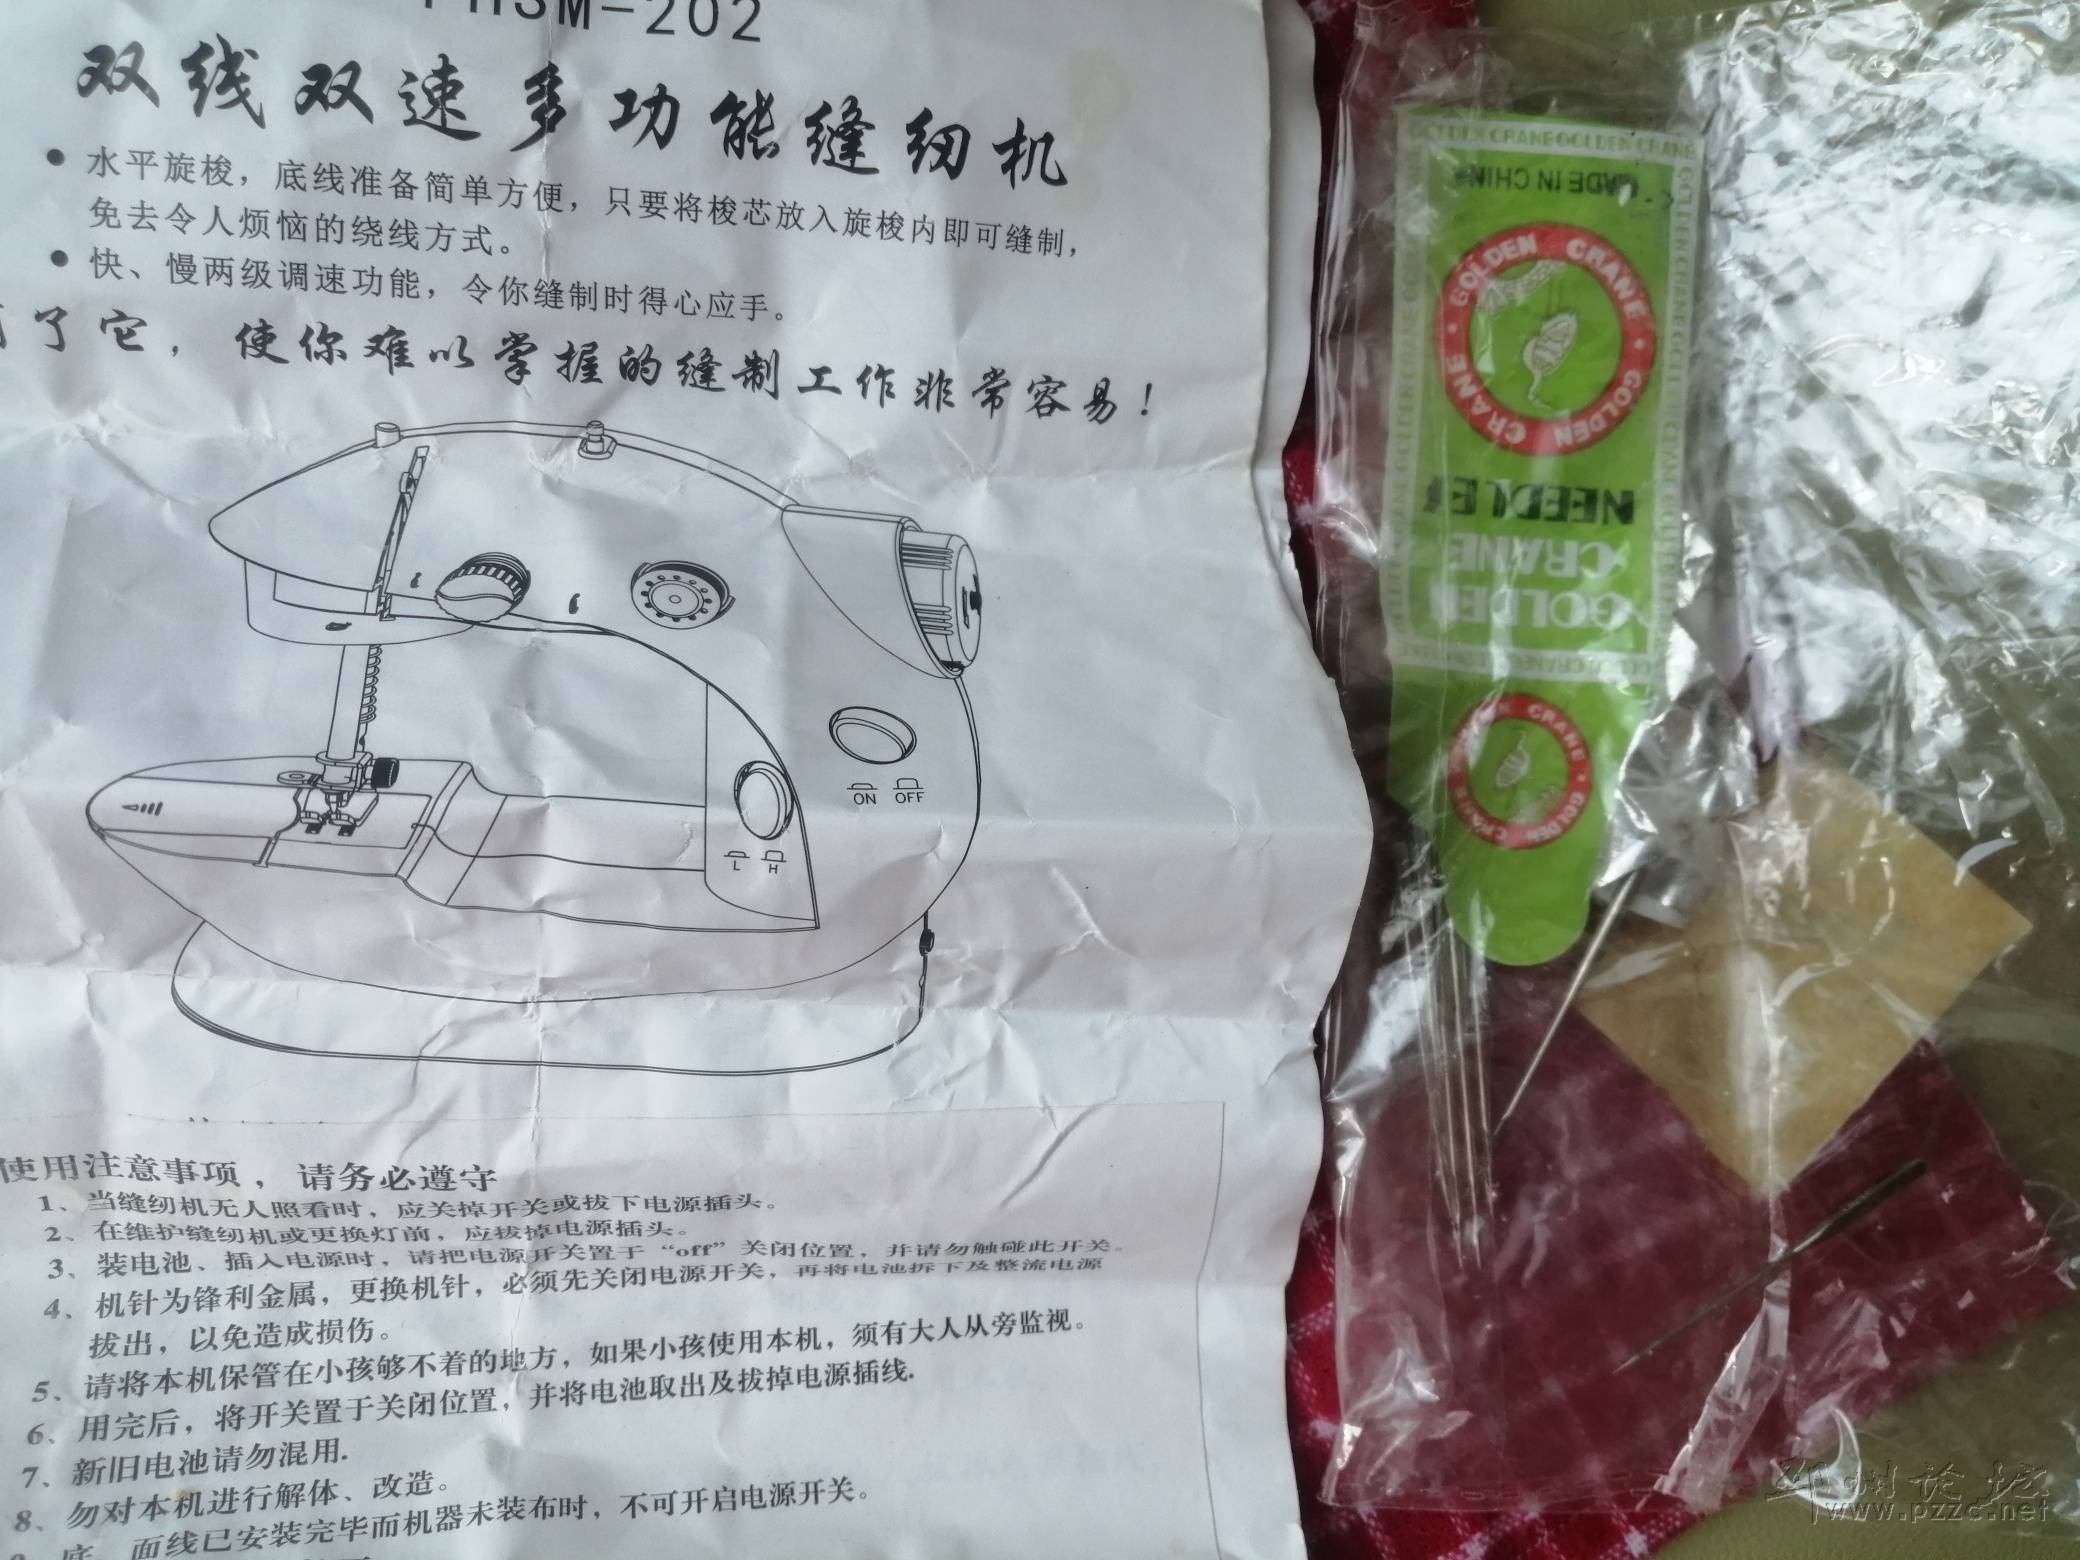 FHSM-202
双线双速多功能缝纫机
● 水平旋梭，底线准备简单方便，只要将梭芯放入旋梭内即可缝制，
免去令人烦恼的绕线方式。
● 快、慢两级调速功能，令你缝制时得心应手。
了它，使你难以掌握的缝制工作非常容易！
ON OFF
L H
使用注意事项，请务必遵守
1、当缝纫机无人照看时，应关掉开关或拔下电源插头。
2、在维护缝纫机或更换灯前，应拔掉电源插头。
3、装电池、插入电源时，请把电源开关置于“off”关闭位置，并请勿触碰此开关。
4、机针为锋利金属，更换机针，必须先关闭电源开关，再将电池拆下及整流电源
拔出，以免造成损伤。
5、请将本机保管在小孩够不着的地方，如果小孩使用本机，须有大人从旁监视。
6、用完后，将开关置于关闭位置，并将电池取出及拔掉电源插线.
7、新旧电池请勿混用.
8、勿对本机进行解体、改造。
底、面线已安装完毕而机器未装布时，不可开启电源开关。
GOLDEN CRANE GOLDEN CRANE
MADE IN CHINA
GOLDEN CRANE GOLDEN CRANE
NEEDLE
CRANE
GOLDEN
CRANE GOLDEN
邳州论坛
www.pzzc.net